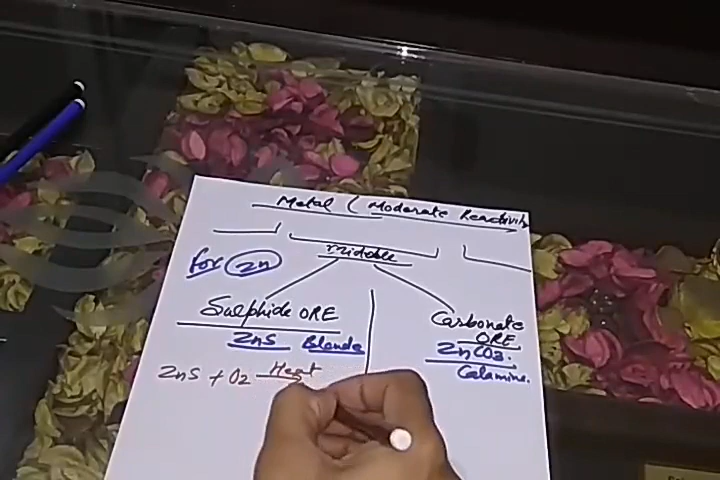 Metal (Moderate Reactivity
middle
for Zn
Sulphide ORE
Carbonate
ORE
ZnS Blende
ZnCO3.
Calamine.
ZnS + O2 Heat